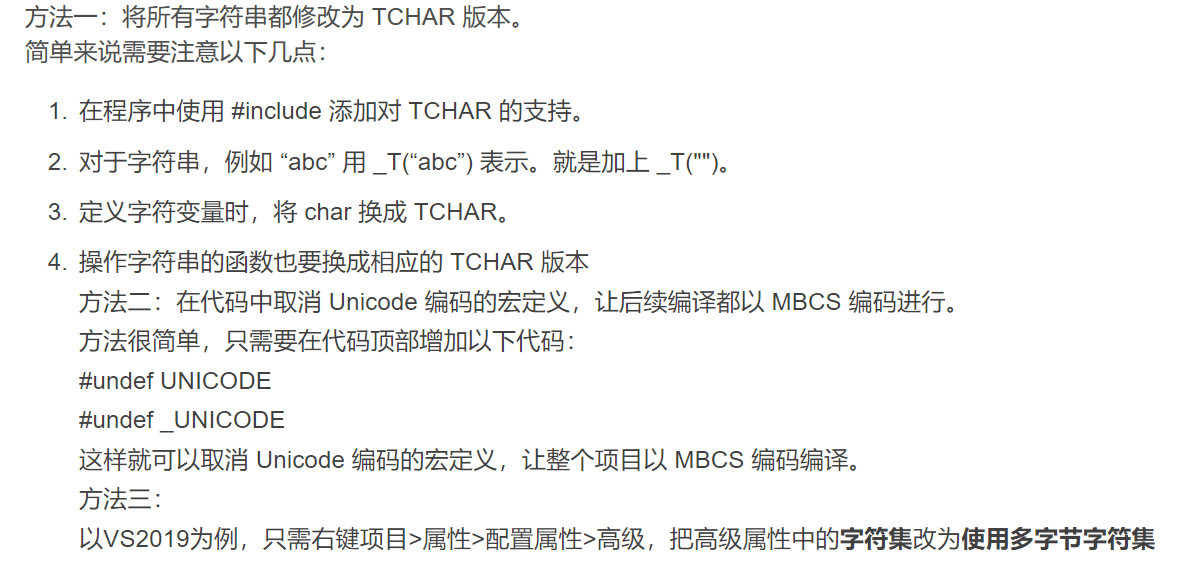 方法一：将所有字符串都修改为 TCHAR 版本。
简单来说需要注意以下几点：
1. 在程序中使用 #include 添加对 TCHAR 的支持。
2. 对于字符串，例如 “abc” 用 _T(“abc”) 表示。就是加上 _T("")。
3. 定义字符变量时，将 char 换成 TCHAR。
4. 操作字符串的函数也要换成相应的 TCHAR 版本
方法二：在代码中取消 Unicode 编码的宏定义，让后续编译都以 MBCS 编码进行。
方法很简单，只需要在代码顶部增加以下代码：
#undef UNICODE
#undef _UNICODE
这样就可以取消 Unicode 编码的宏定义，让整个项目以 MBCS 编码编译。
方法三：
以VS2019为例，只需右键项目>属性>配置属性>高级，把高级属性中的字符集改为使用多字节字符集